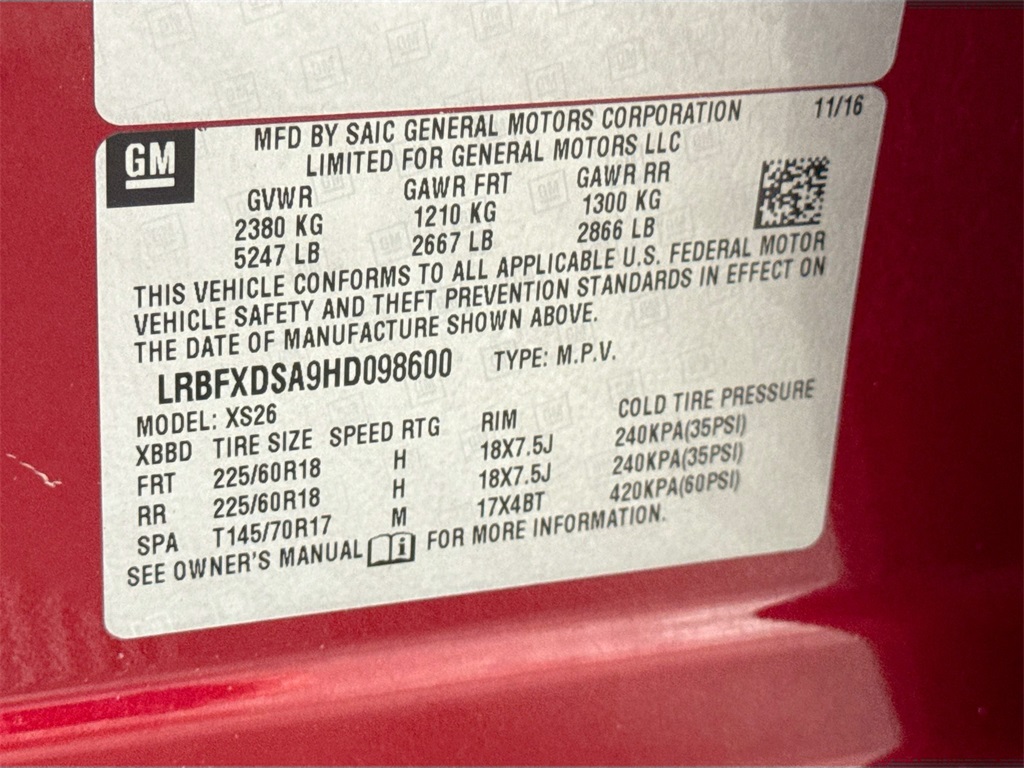 GM
MFD BY SAIC GENERAL MOTORS CORPORATION
LIMITED FOR GENERAL MOTORS LLC
11/16
GVWR GAWR FRT GAWR RR
2380 KG 1210 KG 1300 KG
5247 LB 2667 LB 2866 LB
THIS VEHICLE CONFORMS TO ALL APPLICABLE U.S. FEDERAL MOTOR
VEHICLE SAFETY AND THEFT PREVENTION STANDARDS IN EFFECT ON
THE DATE OF MANUFACTURE SHOWN ABOVE.
LRBFXDSA9HD098600 TYPE: M.P.V.
MODEL: XS26
XBBD TIRE SIZE SPEED RTG RIM COLD TIRE PRESSURE
FRT 225/60R18 H 18X7.5J 240KPA(35PSI)
RR 225/60R18 H 18X7.5J 240KPA(35PSI)
SPA T145/70R17 M 17X4BT 420KPA(60PSI)
SEE OWNER'S MANUAL i FOR MORE INFORMATION.